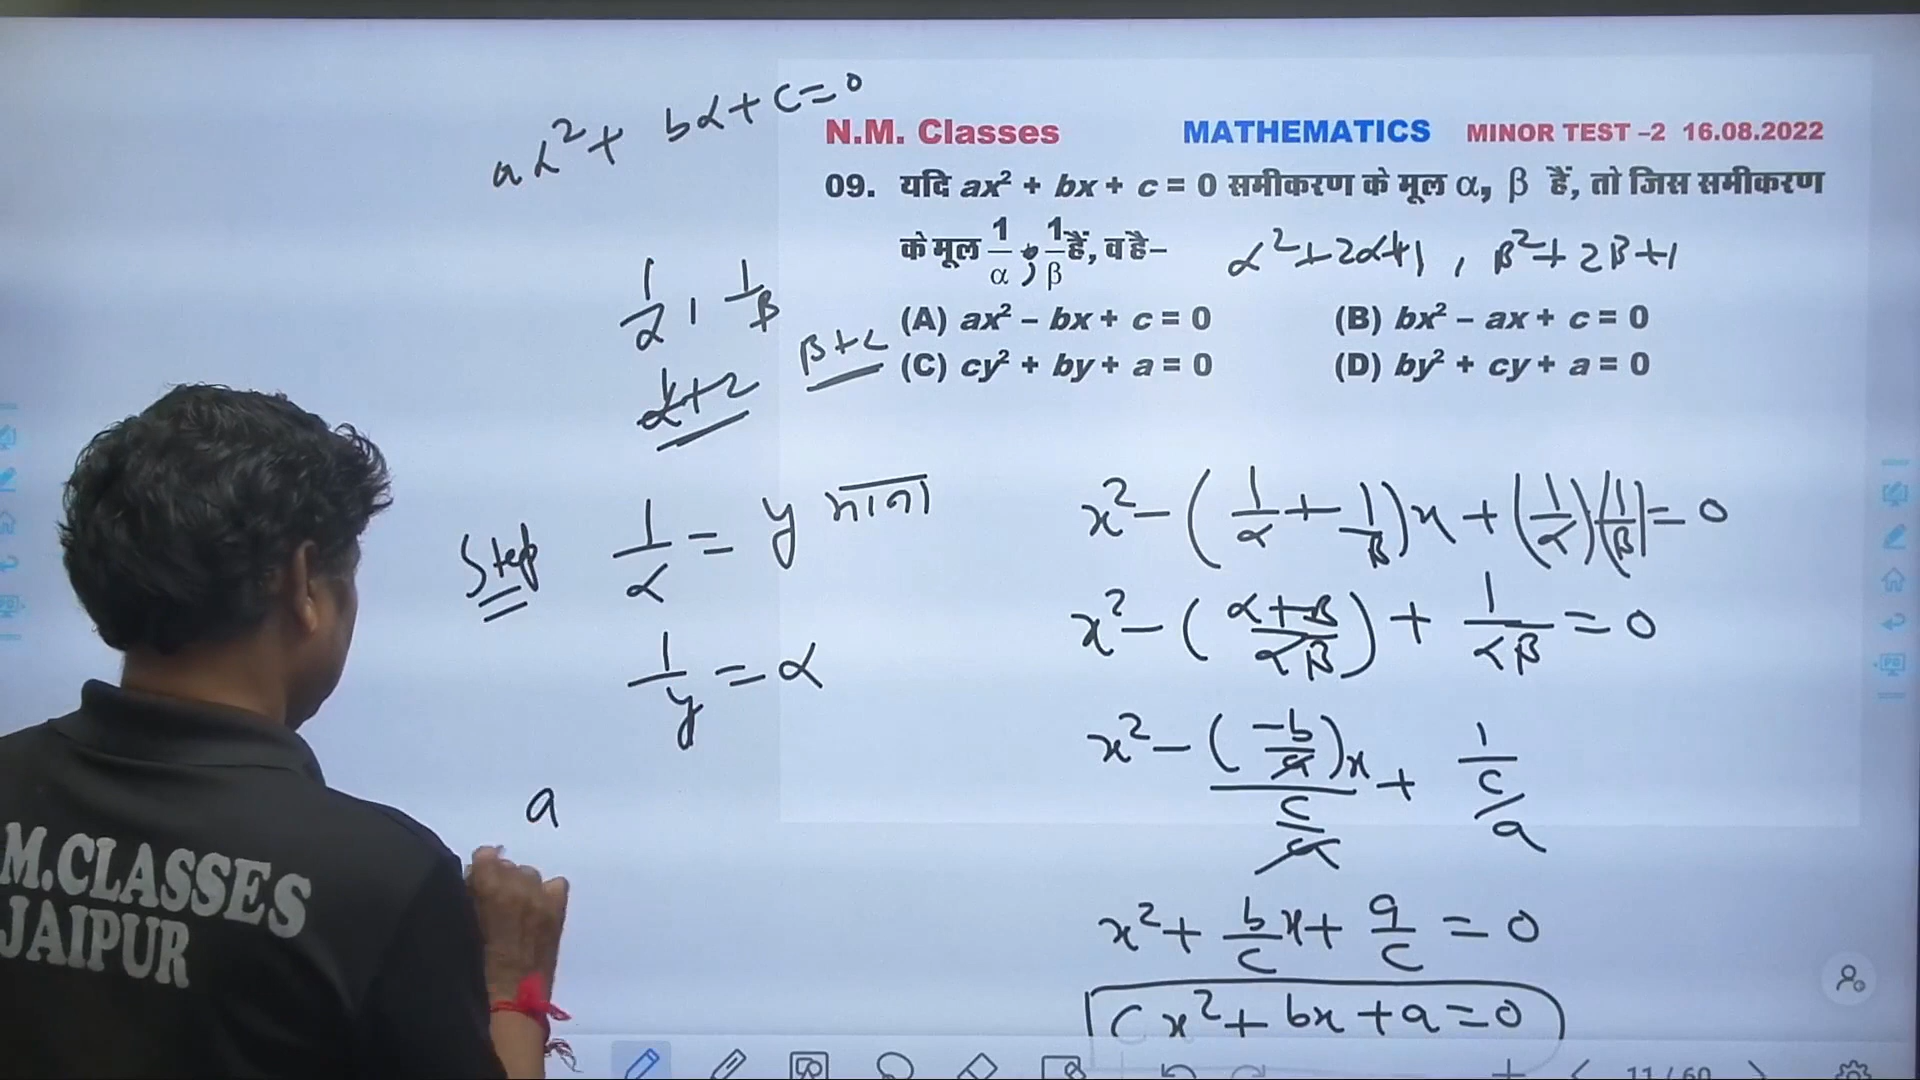 aα² + bα + c = 0
N.M. Classes MATHEMATICS MINOR TEST –2 16.08.2022
09. यदि ax² + bx + c = 0 समीकरण के मूल α, β हैं, तो जिस समीकरण
के मूल 1/α ; 1/β हैं, व है–
α² + 2α + 1 , β² + 2β + 1
(A) ax² – bx + c = 0 (B) bx² – ax + c = 0
(C) cy² + by + a = 0 (D) by² + cy + a = 0
1/α , 1/β
α + 2
Step 1/α = y माना
1/y = α
a
x² – (1/α + 1/β)x + (1/α)(1/β) = 0
x² – (α+β/αβ) + 1/αβ = 0
x² – (–b/a)x/(c/a) + 1/(c/a)
x² + b/c x + a/c = 0
cx² + bx + a = 0
M.CLASSES
JAIPUR
11 / 60